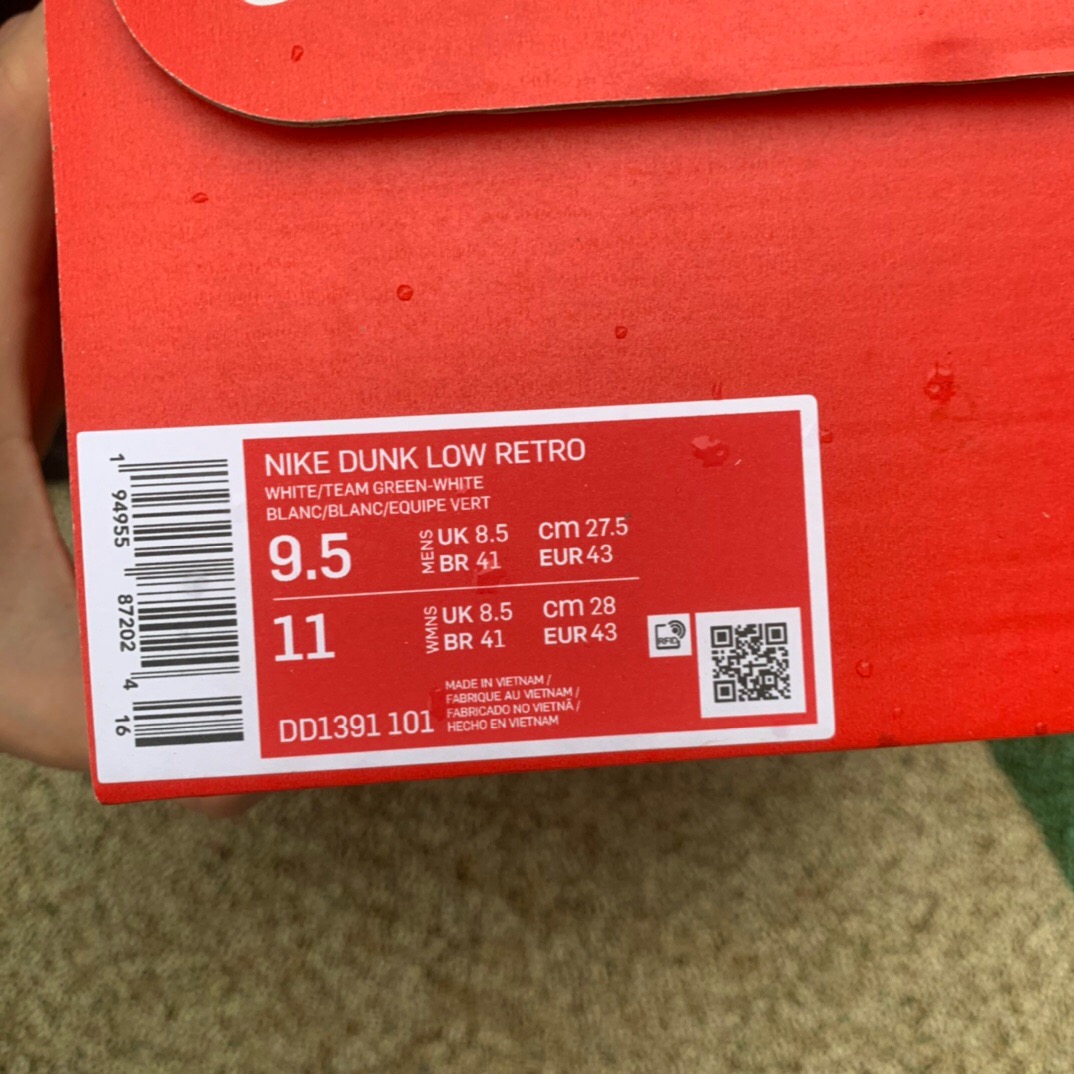 NIKE DUNK LOW RETRO
WHITE/TEAM GREEN-WHITE
BLANC/BLANC/EQUIPE VERT
9.5 MENS UK 8.5 cm 27.5
BR 41 EUR 43
11 WMNS UK 8.5 cm 28
BR 41 EUR 43
RFID
MADE IN VIETNAM /
FABRIQUE AU VIETNAM /
FABRICADO NO VIETNÃ /
HECHO EN VIETNAM
DD1391 101
1 94955 87202 4 16